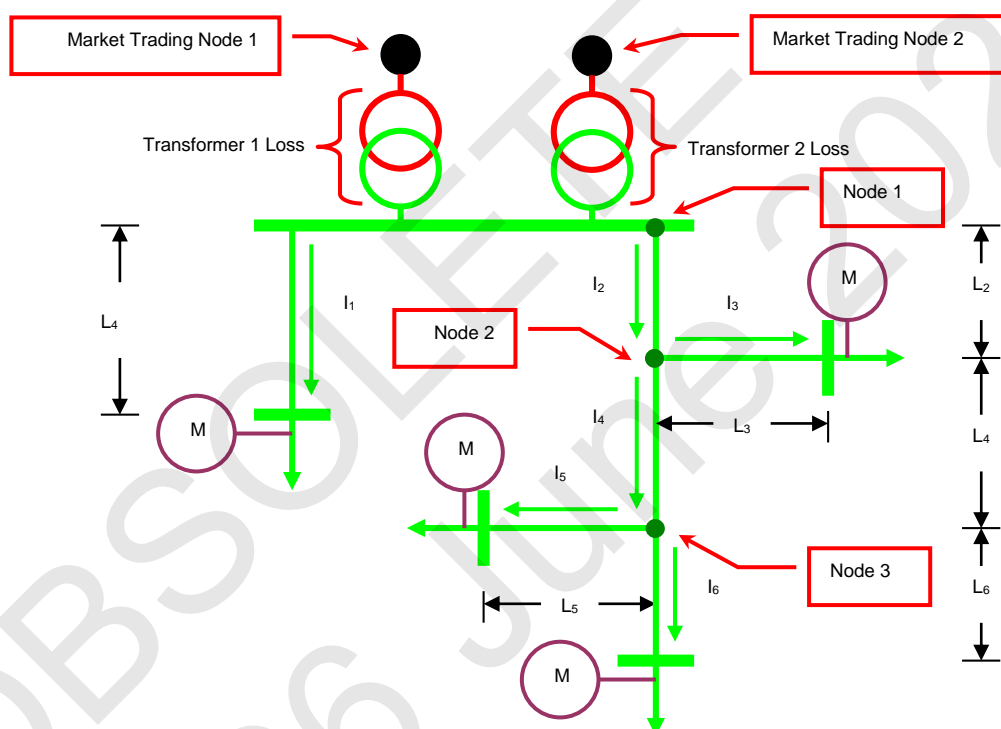 Market Trading Node 1
Market Trading Node 2
Transformer 1 Loss
Transformer 2 Loss
Node 1
L4
I1
I2
I3
M
L2
Node 2
M
M
I4
L3
L4
I5
Node 3
L5
I6
L6
M
OBSOLETE
June 202